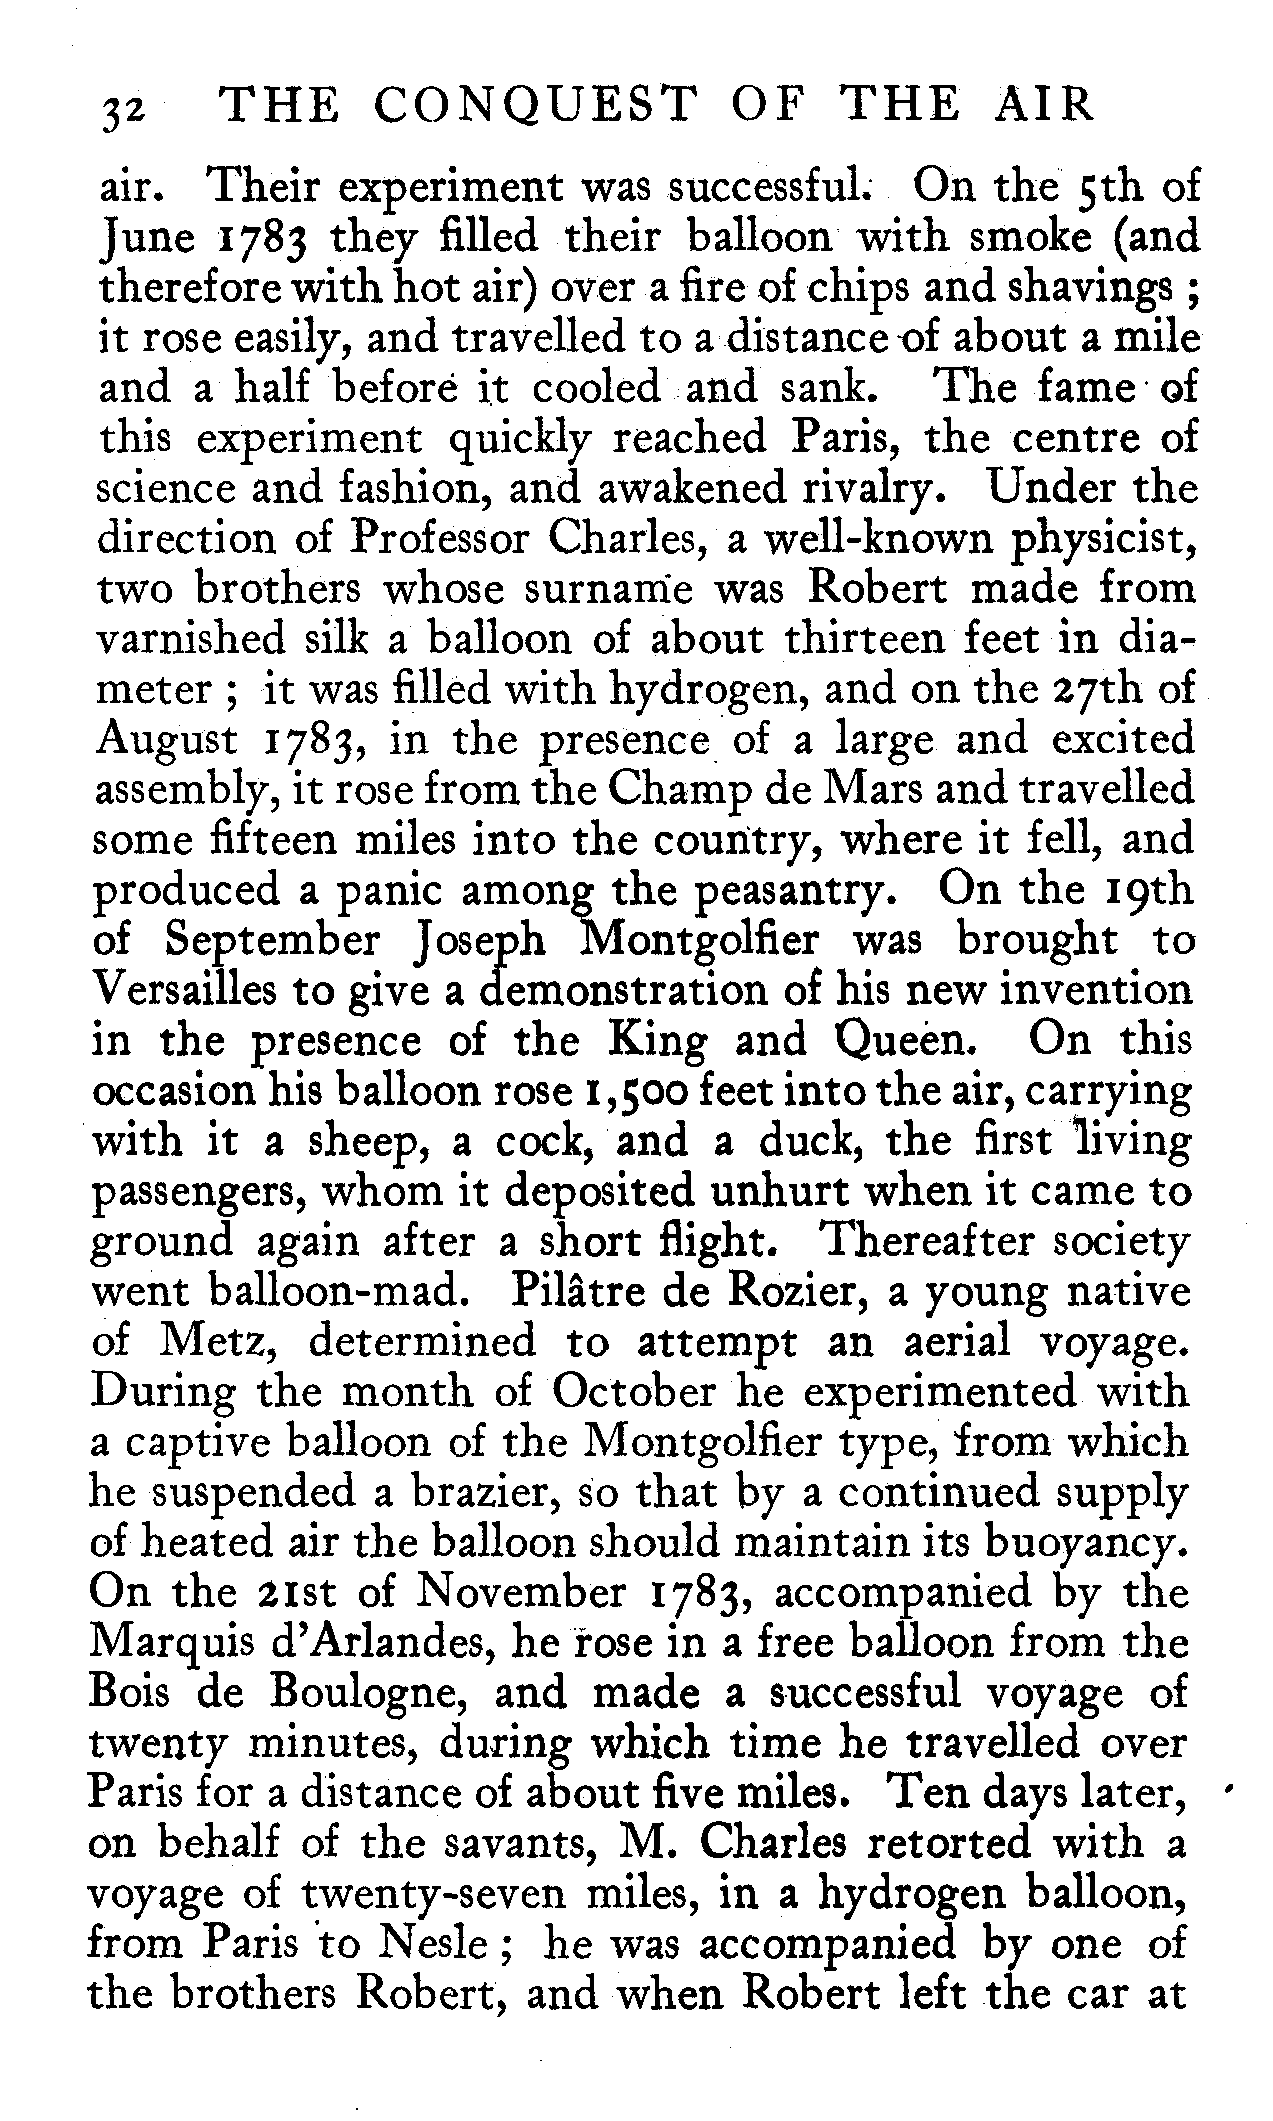 32 THE CONQUEST OF THE AIR
air. Their experiment was successful. On the 5th of
June 1783 they filled their balloon with smoke (and
therefore with hot air) over a fire of chips and shavings ;
it rose easily, and travelled to a distance of about a mile
and a half before it cooled and sank. The fame of
this experiment quickly reached Paris, the centre of
science and fashion, and awakened rivalry. Under the
direction of Professor Charles, a well-known physicist,
two brothers whose surname was Robert made from
varnished silk a balloon of about thirteen feet in dia-
meter ; it was filled with hydrogen, and on the 27th of
August 1783, in the presence of a large and excited
assembly, it rose from the Champ de Mars and travelled
some fifteen miles into the country, where it fell, and
produced a panic among the peasantry. On the 19th
of September Joseph Montgolfier was brought to
Versailles to give a demonstration of his new invention
in the presence of the King and Queen. On this
occasion his balloon rose 1,500 feet into the air, carrying
with it a sheep, a cock, and a duck, the first living
passengers, whom it deposited unhurt when it came to
ground again after a short flight. Thereafter society
went balloon-mad. Pilâtre de Rozier, a young native
of Metz, determined to attempt an aerial voyage.
During the month of October he experimented with
a captive balloon of the Montgolfier type, from which
he suspended a brazier, so that by a continued supply
of heated air the balloon should maintain its buoyancy.
On the 21st of November 1783, accompanied by the
Marquis d'Arlandes, he rose in a free balloon from the
Bois de Boulogne, and made a successful voyage of
twenty minutes, during which time he travelled over
Paris for a distance of about five miles. Ten days later,
on behalf of the savants, M. Charles retorted with a
voyage of twenty-seven miles, in a hydrogen balloon,
from Paris to Nesle ; he was accompanied by one of
the brothers Robert, and when Robert left the car at